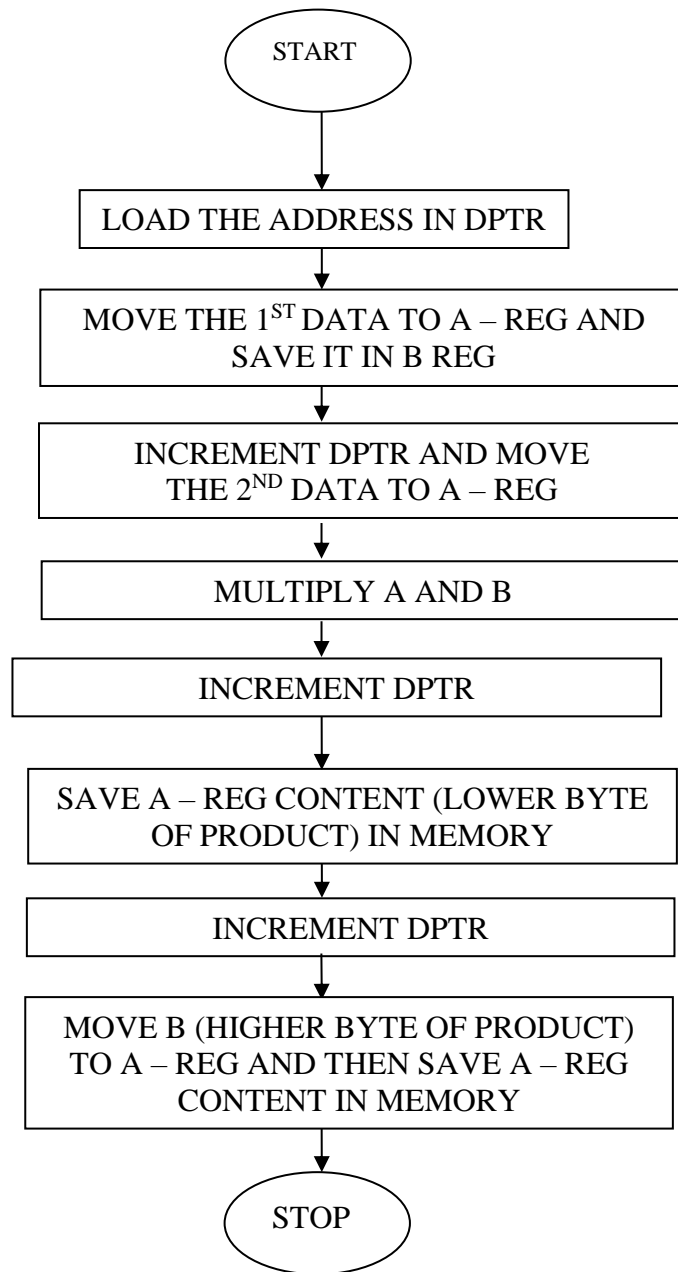 START
LOAD THE ADDRESS IN DPTR
MOVE THE 1ST DATA TO A – REG AND
SAVE IT IN B REG
INCREMENT DPTR AND MOVE
THE 2ND DATA TO A – REG
MULTIPLY A AND B
INCREMENT DPTR
SAVE A – REG CONTENT (LOWER BYTE
OF PRODUCT) IN MEMORY
INCREMENT DPTR
MOVE B (HIGHER BYTE OF PRODUCT)
TO A – REG AND THEN SAVE A – REG
CONTENT IN MEMORY
STOP